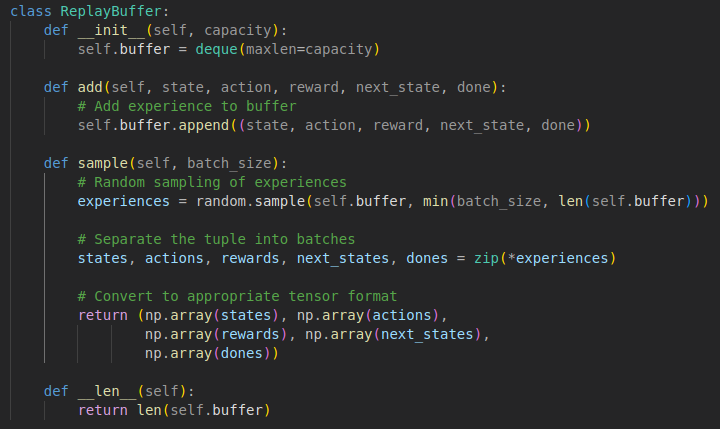 class ReplayBuffer:
    def __init__(self, capacity):
        self.buffer = deque(maxlen=capacity)

    def add(self, state, action, reward, next_state, done):
        # Add experience to buffer
        self.buffer.append((state, action, reward, next_state, done))

    def sample(self, batch_size):
        # Random sampling of experiences
        experiences = random.sample(self.buffer, min(batch_size, len(self.buffer)))

        # Separate the tuple into batches
        states, actions, rewards, next_states, dones = zip(*experiences)

        # Convert to appropriate tensor format
        return (np.array(states), np.array(actions),
                np.array(rewards), np.array(next_states),
                np.array(dones))

    def __len__(self):
        return len(self.buffer)